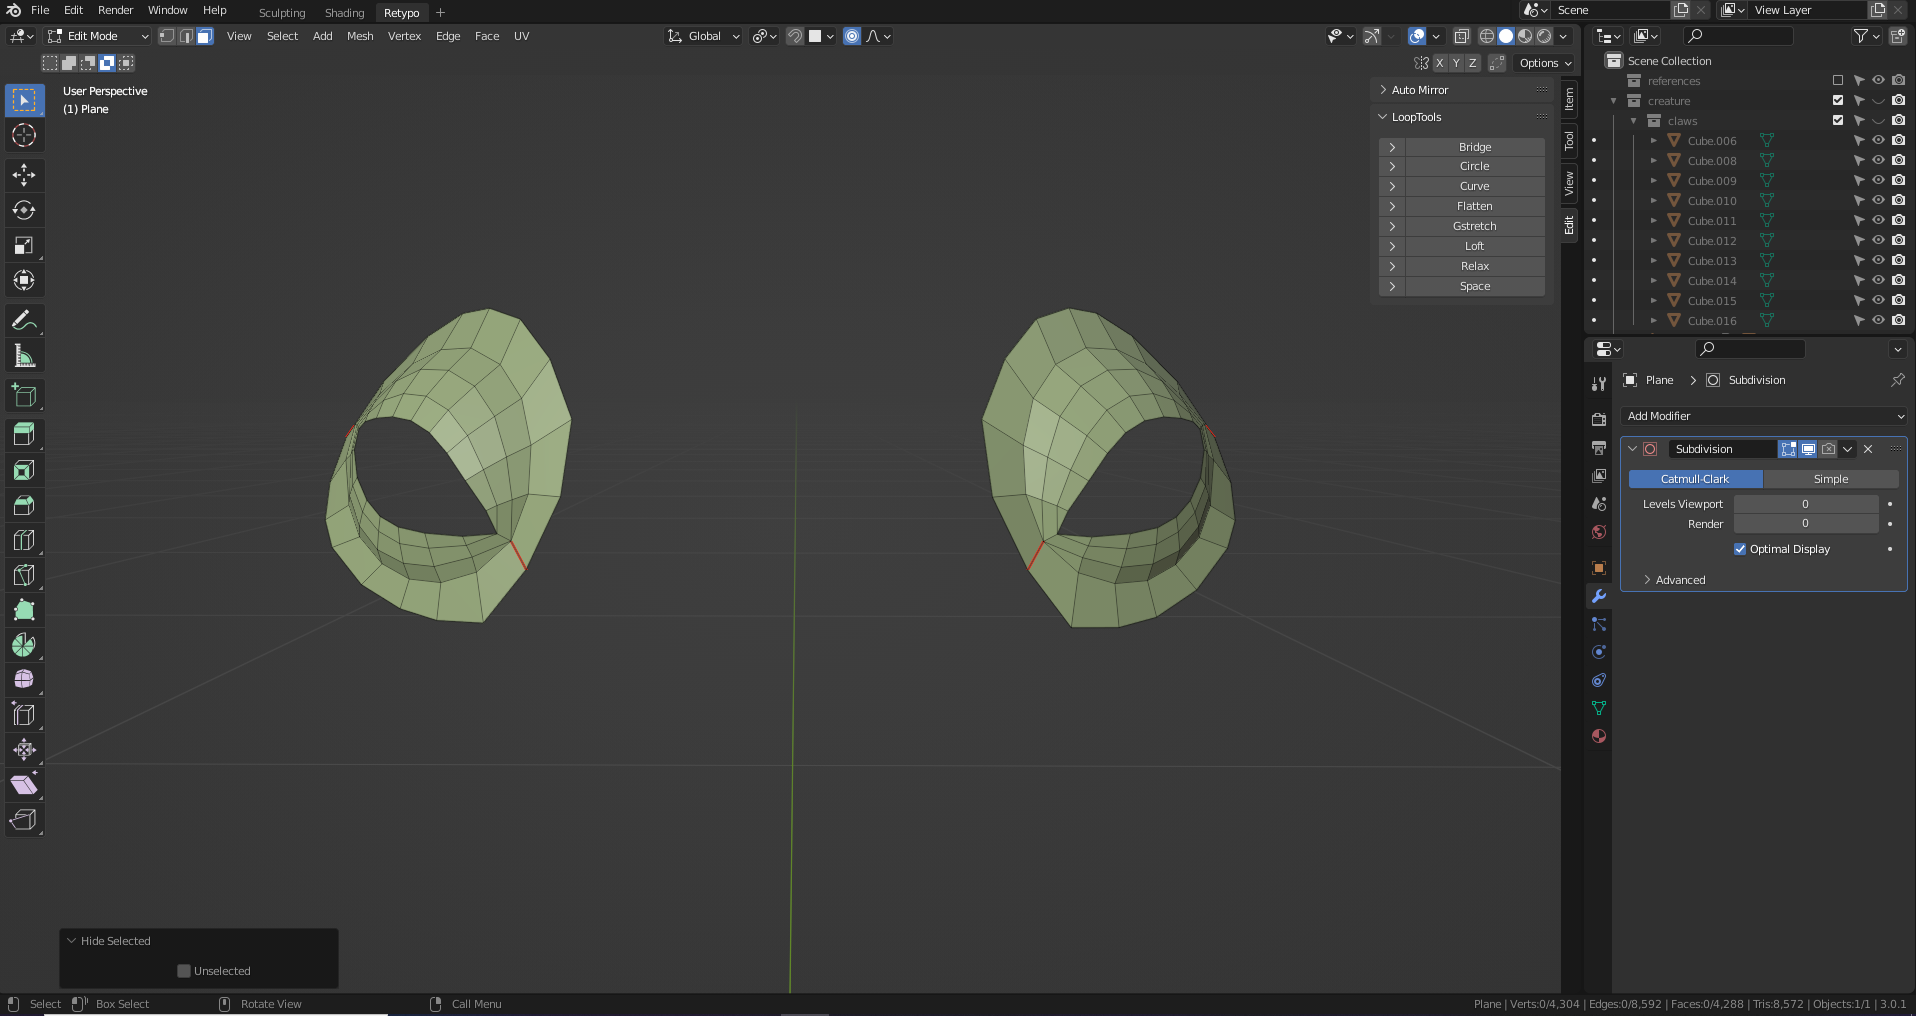 File Edit Render Window Help Sculpting Shading Retypo +
Scene View Layer
Edit Mode View Select Add Mesh Vertex Edge Face UV Global
X Y Z Options
User Perspective
(1) Plane
Auto Mirror
LoopTools
Bridge
Circle
Curve
Flatten
Gstretch
Loft
Relax
Space
Item
Tool
View
Edit
Scene Collection
references
creature
claws
Cube.006
Cube.008
Cube.009
Cube.010
Cube.011
Cube.012
Cube.013
Cube.014
Cube.015
Cube.016
Plane > Subdivision
Add Modifier
Subdivision
Catmull-Clark Simple
Levels Viewport 0
Render 0
Optimal Display
Advanced
Hide Selected
Unselected
Select Box Select Rotate View Call Menu
Plane | Verts:0/4,304 | Edges:0/8,592 | Faces:0/4,288 | Tris:8,572 | Objects:1/1 | 3.0.1